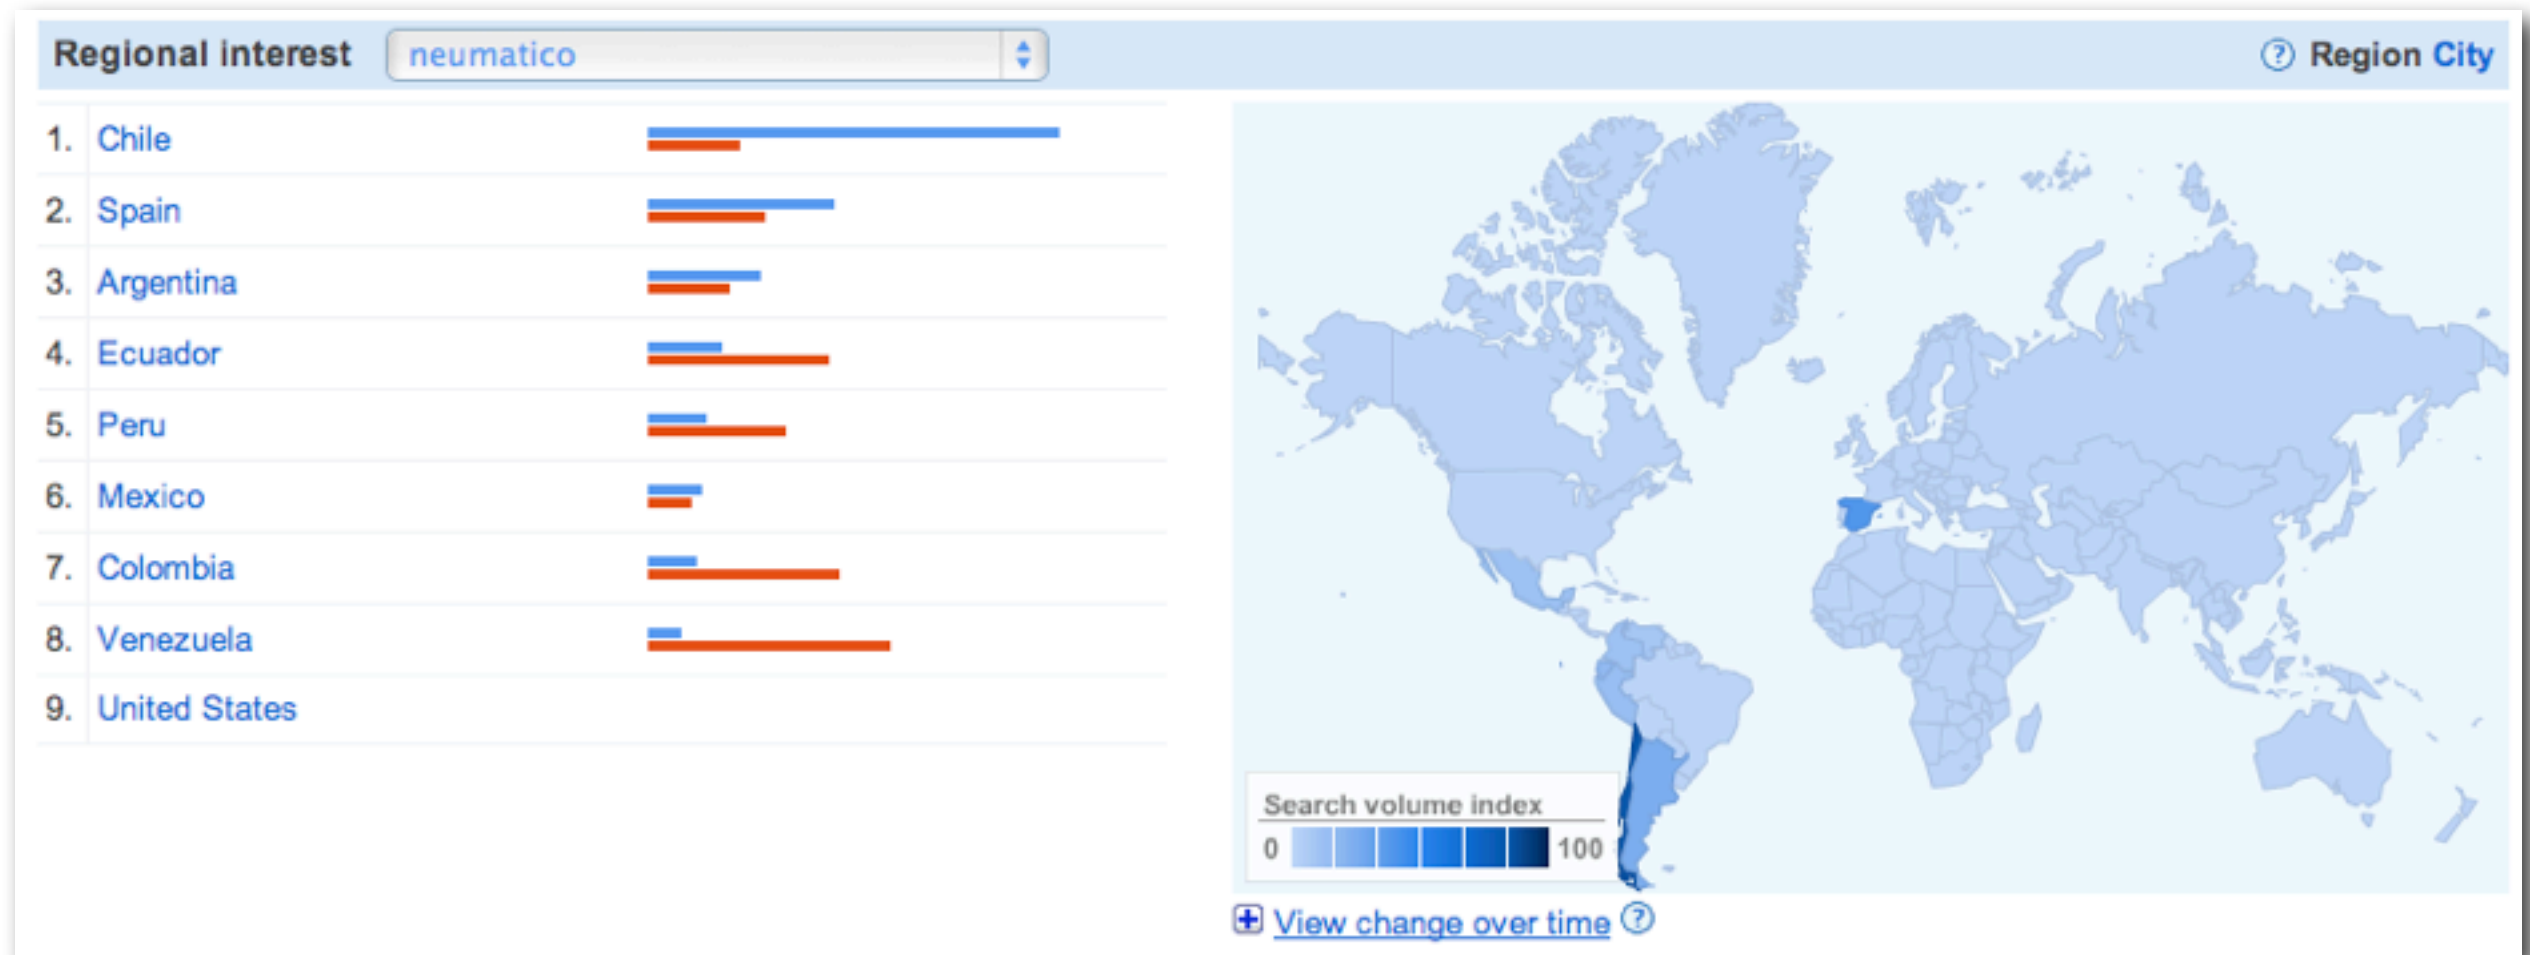 Regional interest neumatico ? Region City
1. Chile
2. Spain
3. Argentina
4. Ecuador
5. Peru
6. Mexico
7. Colombia
8. Venezuela
9. United States
Search volume index
0 100
View change over time ?